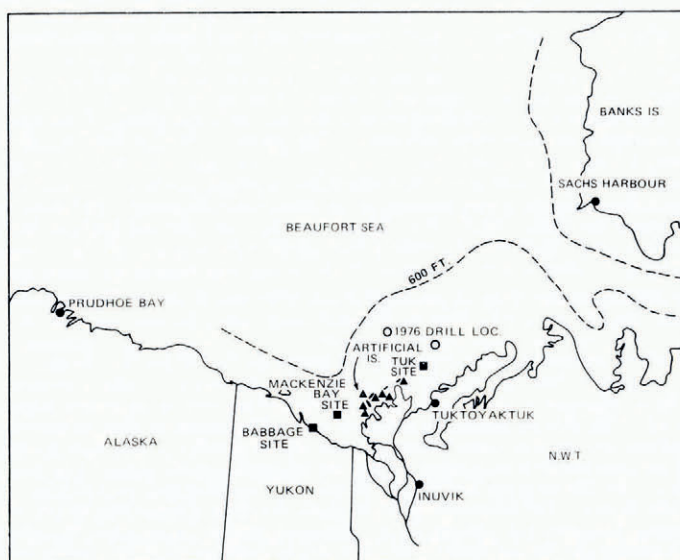 BANKS IS.
SACHS HARBOUR
BEAUFORT SEA
600 FT.
PRUDHOE BAY
1976 DRILL LOC.
ARTIFICIAL
IS.
TUK
SITE
MACKENZIE
BAY
SITE
TUKTOYAKTUK
BABBAGE
SITE
ALASKA
N.W.T
YUKON
INUVIK